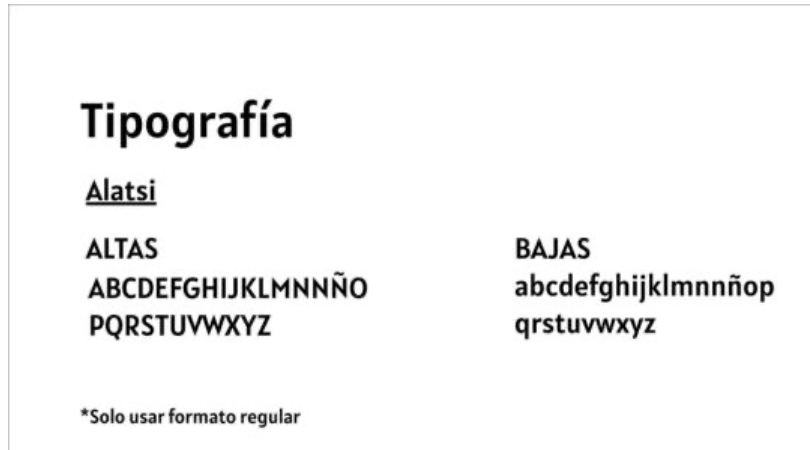 Tipografía
Alatsi
ALTAS
ABCDEFGHIJKLMNNÑO
PQRSTUVWXYZ
BAJAS
abcdefghijklmnnñop
qrstuvwxyz
*Solo usar formato regular